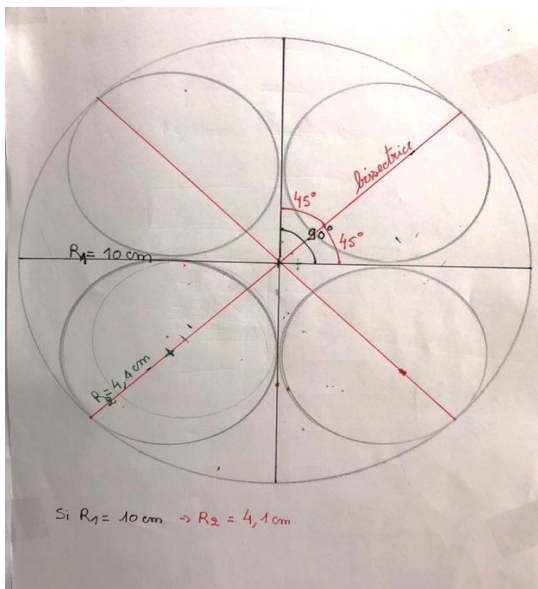 bissectrice
45°
90°
45°
R1 = 10 cm
R2 = 4,1 cm
Si R1 = 10 cm → R2 = 4,1 cm